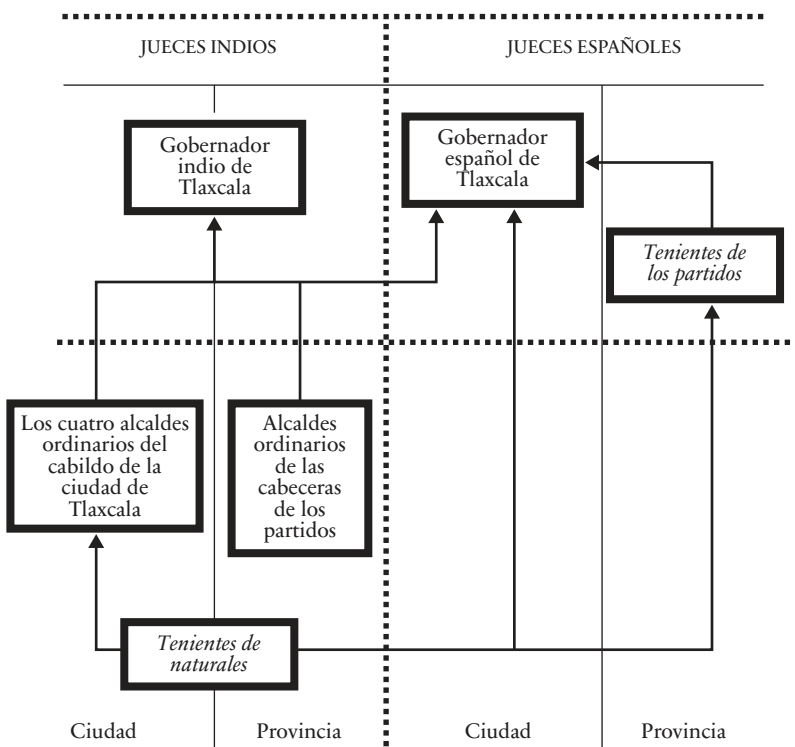 JUECES INDIOS
JUECES ESPAÑOLES
Gobernador
indio de
Tlaxcala
Gobernador
español de
Tlaxcala
Tenientes de
los partidos
Los cuatro alcaldes
ordinarios del
cabildo de la
ciudad de
Tlaxcala
Alcaldes
ordinarios
de las
cabeceras
de los
partidos
Tenientes de
naturales
Ciudad
Provincia
Ciudad
Provincia